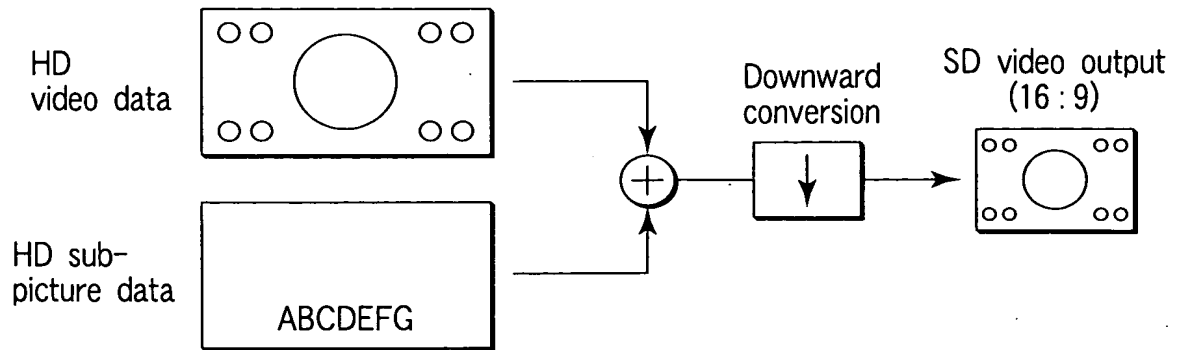 HD
video data
HD sub-
picture data
ABCDEFG
Downward
conversion
SD video output
(16 : 9)